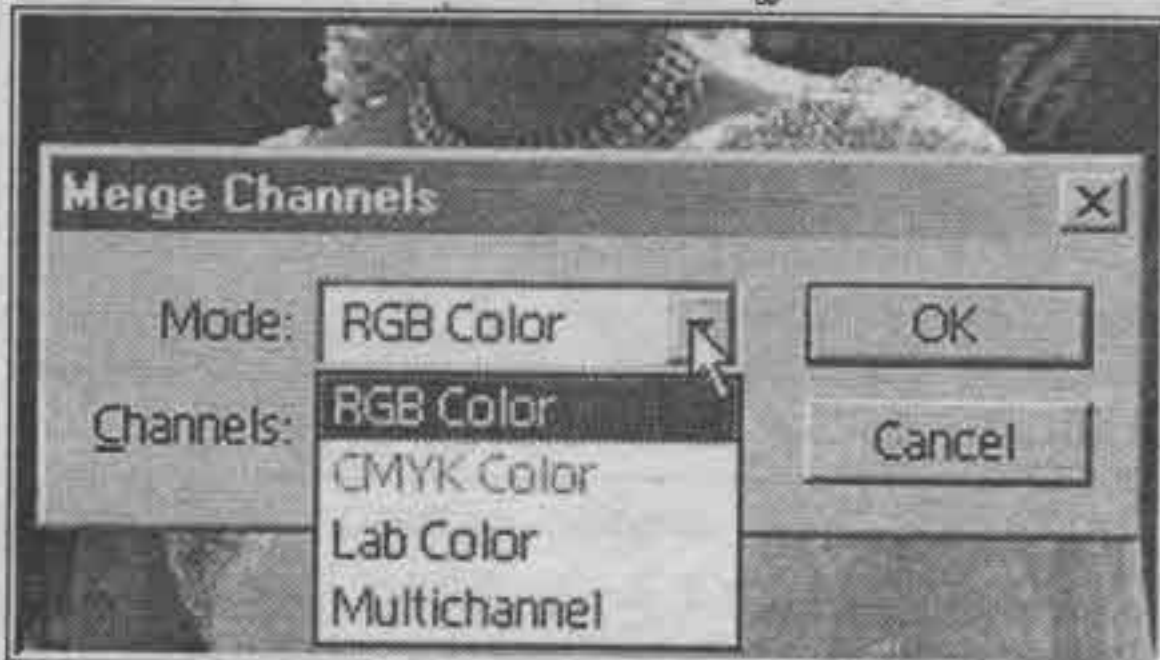 Merge Channels
Mode: RGB Color OK
RGB Color
Channels: Cancel
CMYK Color
Lab Color
Multichannel